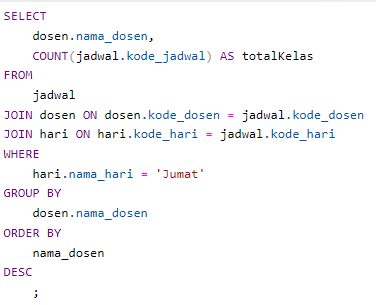 SELECT
dosen.nama_dosen,
COUNT(jadwal.kode_jadwal) AS totalKelas
FROM
jadwal
JOIN dosen ON dosen.kode_dosen = jadwal.kode_dosen
JOIN hari ON hari.kode_hari = jadwal.kode_hari
WHERE
hari.nama_hari = 'Jumat'
GROUP BY
dosen.nama_dosen
ORDER BY
nama_dosen
DESC
;